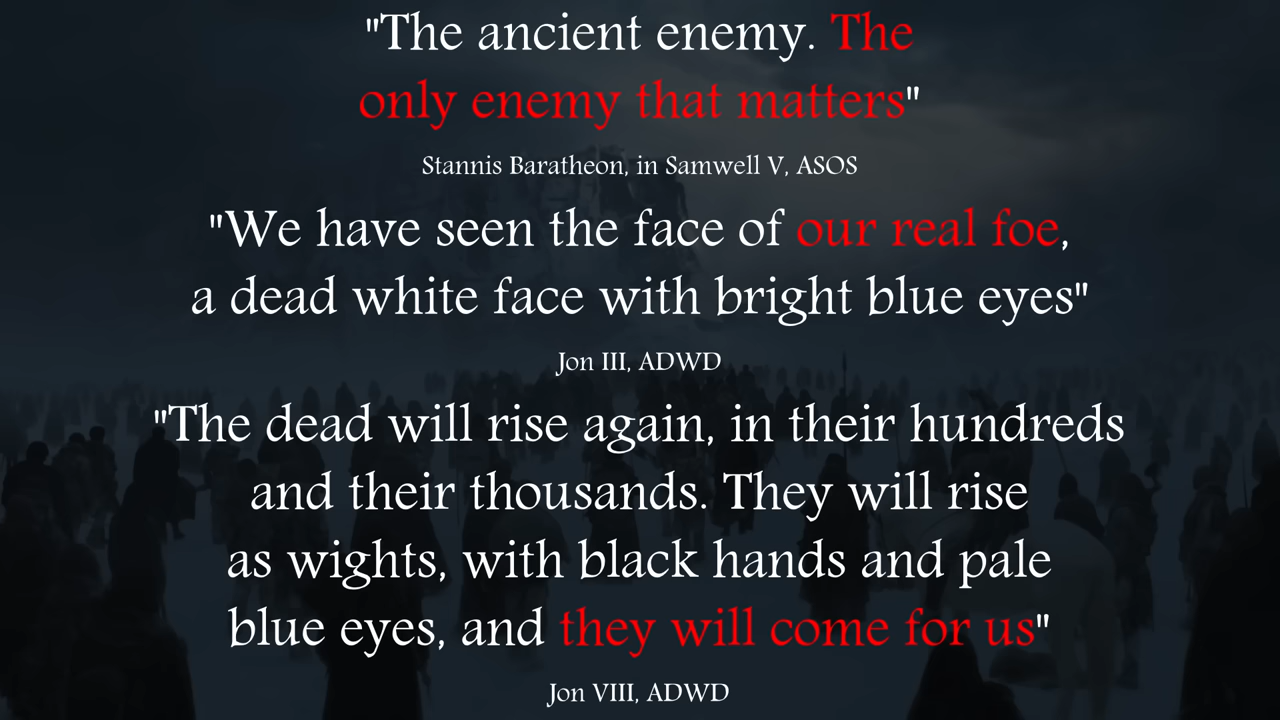 "The ancient enemy. The
only enemy that matters"
Stannis Baratheon, in Samwell V, ASOS
"We have seen the face of our real foe,
a dead white face with bright blue eyes"
Jon III, ADWD
"The dead will rise again, in their hundreds
and their thousands. They will rise
as wights, with black hands and pale
blue eyes, and they will come for us"
Jon VIII, ADWD